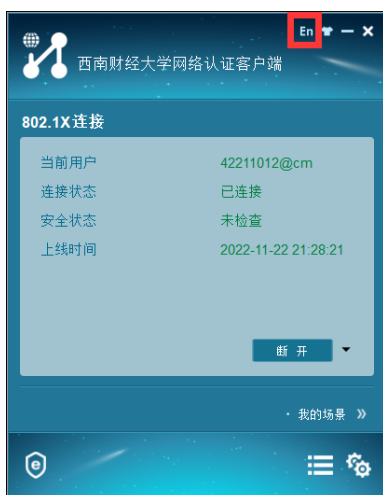 En
西南财经大学网络认证客户端
802.1X连接
当前用户 42211012@cm
连接状态 已连接
安全状态 未检查
上线时间 2022-11-22 21:28:21
断 开
· 我的场景 »
e